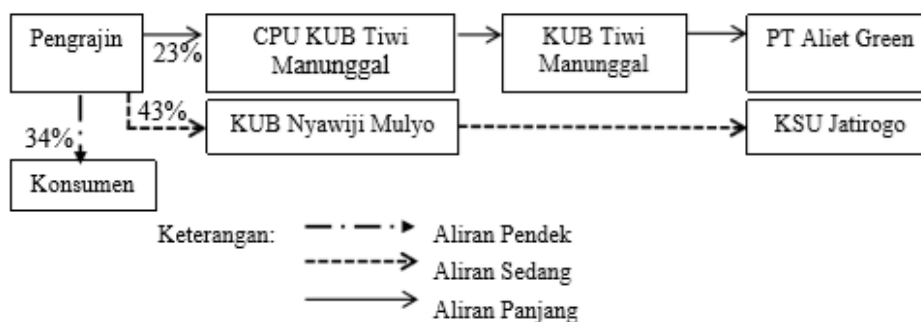 Pengrajin
23%
CPU KUB Tiwi
Manunggal
KUB Tiwi
Manunggal
PT Aliet Green
43%
KUB Nyawiji Mulyo
KSU Jatirogo
34%
Konsumen
Keterangan:
Aliran Pendek
Aliran Sedang
Aliran Panjang